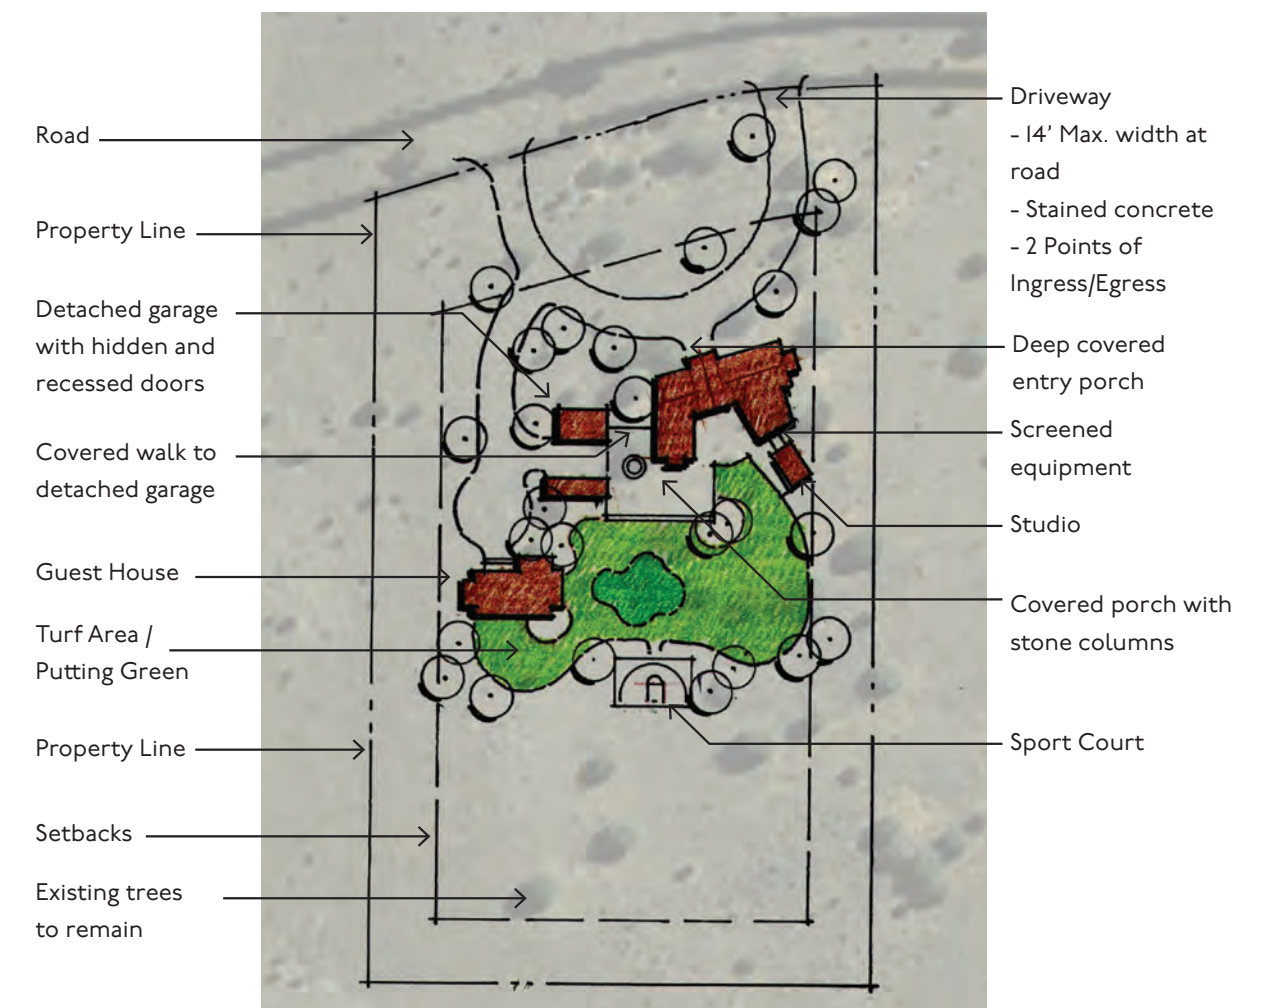 Road
Property Line
Detached garage
with hidden and
recessed doors
Covered walk to
detached garage
Guest House
Turf Area /
Putting Green
Property Line
Setbacks
Existing trees
to remain
Driveway
- 14' Max. width at
road
- Stained concrete
- 2 Points of
Ingress/Egress
Deep covered
entry porch
Screened
equipment
Studio
Covered porch with
stone columns
Sport Court